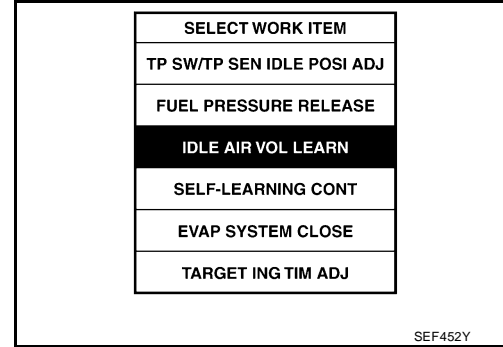 SELECT WORK ITEM
TP SW/TP SEN IDLE POSI ADJ
FUEL PRESSURE RELEASE
IDLE AIR VOL LEARN
SELF-LEARNING CONT
EVAP SYSTEM CLOSE
TARGET ING TIM ADJ
SEF452Y